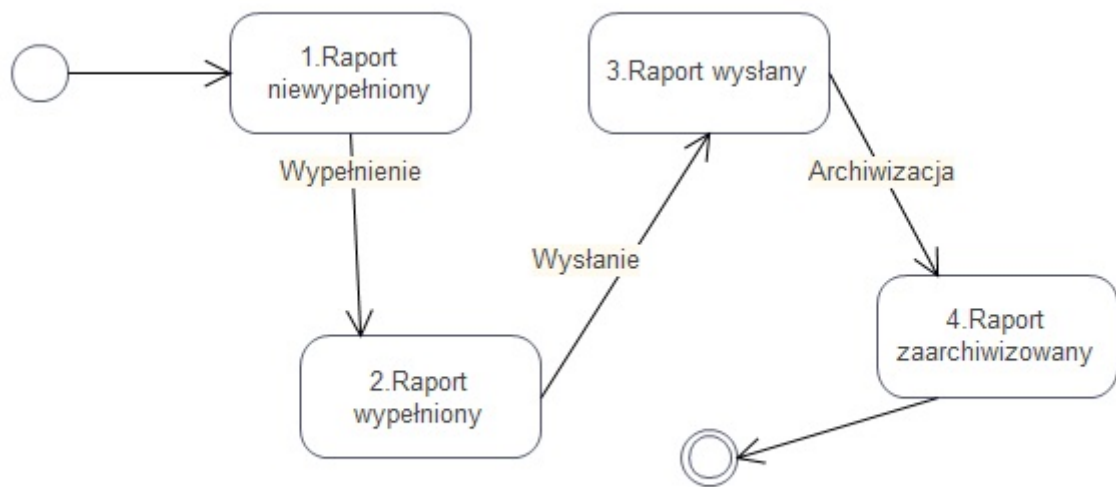 1.Raport
niewypełniony
Wypełnienie
2.Raport
wypełniony
Wysłanie
3.Raport wysłany
Archiwizacja
4.Raport
zaarchiwizowany